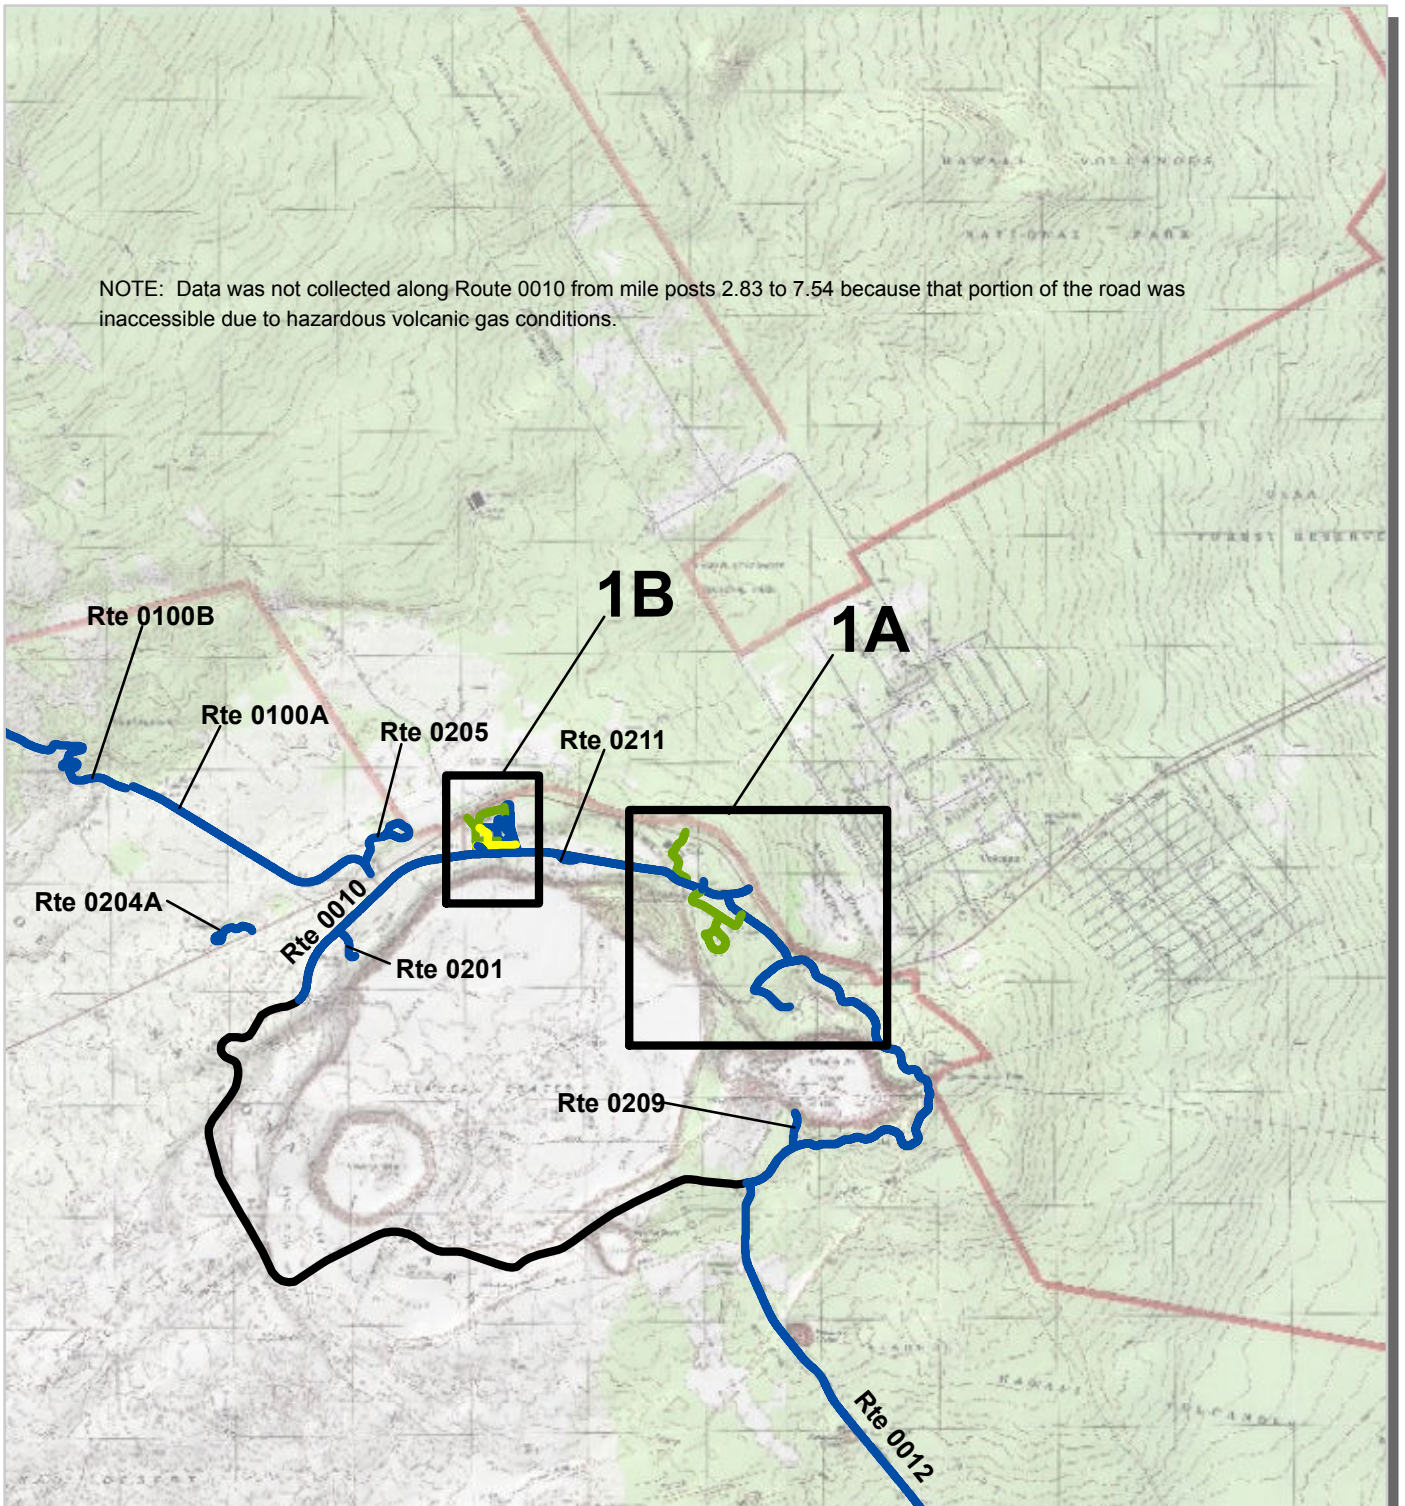 HAWAII VOLCANOES
NATIONAL PARK
NOTE: Data was not collected along Route 0010 from mile posts 2.83 to 7.54 because that portion of the road was
inaccessible due to hazardous volcanic gas conditions.
FOREST RESERVE
1B
1A
Rte 0100B
Rte 0100A
Rte 0205
Rte 0211
Rte 0204A
Rte 0010
Rte 0201
Rte 0209
Rte 0012